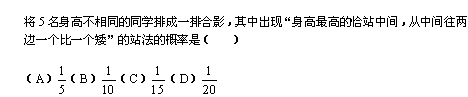 将5名身高不相同的同学排成一排合影，其中出现“身高最高的恰站中间，从中间往两
边一个比一个矮”的站法的概率是（　　）
（A）1/5（B）1/10（C）1/15（D）1/20